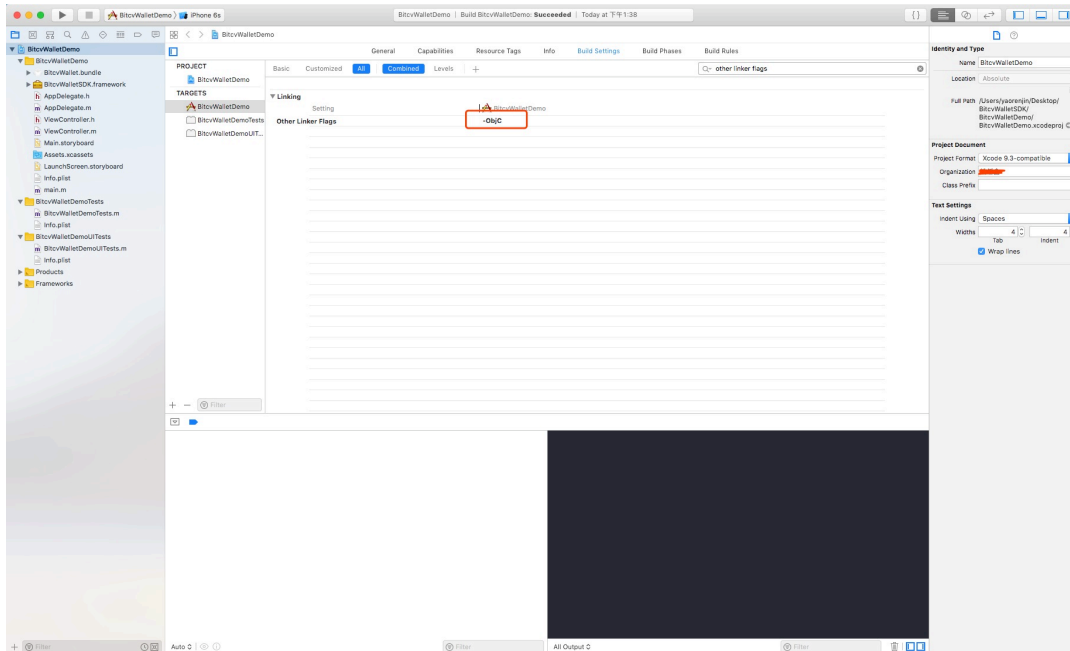 BitcvWalletDemo
iPhone 6s
BitcvWalletDemo | Build BitcvWalletDemo: Succeeded | Today at 下午1:38
BitcvWalletDemo
BitcvWalletDemo
BitcvWalletDemo
BitcvWallet.bundle
BitcvWalletSDK.framework
AppDelegate.h
AppDelegate.m
ViewController.h
ViewController.m
Main.storyboard
Assets.xcassets
LaunchScreen.storyboard
Info.plist
main.m
BitcvWalletDemoTests
BitcvWalletDemoTests.m
Info.plist
BitcvWalletDemoUITests
BitcvWalletDemoUITests.m
Info.plist
Products
Frameworks
Filter
General Capabilities Resource Tags Info Build Settings Build Phases Build Rules
PROJECT
BitcvWalletDemo
TARGETS
BitcvWalletDemo
BitcvWalletDemoTests
BitcvWalletDemoUIT...
Filter
Basic Customized All Combined Levels +
other linker flags
Linking
Setting
BitcvWalletDemo
Other Linker Flags
-ObjC
Auto
Filter
All Output
Filter
Identity and Type
Name BitcvWalletDemo
Location Absolute
Full Path /Users/yaorenjin/Desktop/
BitcvWalletSDK/
BitcvWalletDemo/
BitcvWalletDemo.xcodeproj
Project Document
Project Format Xcode 9.3-compatible
Organization
Class Prefix
Text Settings
Indent Using Spaces
Widths 4 4
Tab Indent
Wrap lines